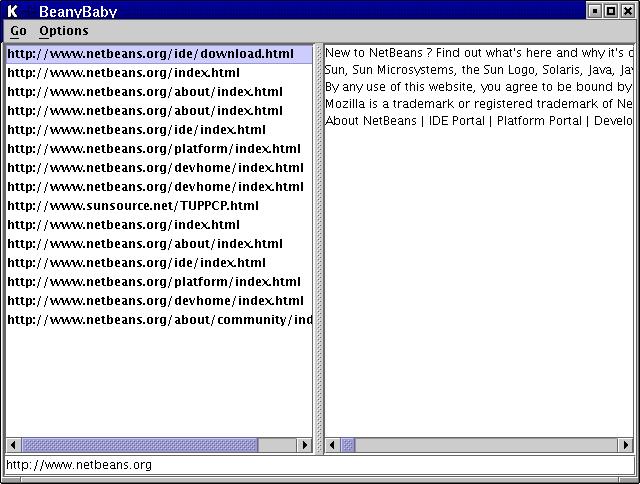 BeanyBaby
Go Options
http://www.netbeans.org/ide/download.html
http://www.netbeans.org/index.html
http://www.netbeans.org/about/index.html
http://www.netbeans.org/about/index.html
http://www.netbeans.org/ide/index.html
http://www.netbeans.org/platform/index.html
http://www.netbeans.org/devhome/index.html
http://www.netbeans.org/devhome/index.html
http://www.sunsource.net/TUPPCP.html
http://www.netbeans.org/index.html
http://www.netbeans.org/about/index.html
http://www.netbeans.org/ide/index.html
http://www.netbeans.org/platform/index.html
http://www.netbeans.org/devhome/index.html
http://www.netbeans.org/about/community/ind
New to NetBeans ? Find out what's here and why it's
Sun, Sun Microsystems, the Sun Logo, Solaris, Java, Jav
By any use of this website, you agree to be bound by
Mozilla is a trademark or registered trademark of Ne
About NetBeans | IDE Portal | Platform Portal | Develo
http://www.netbeans.org